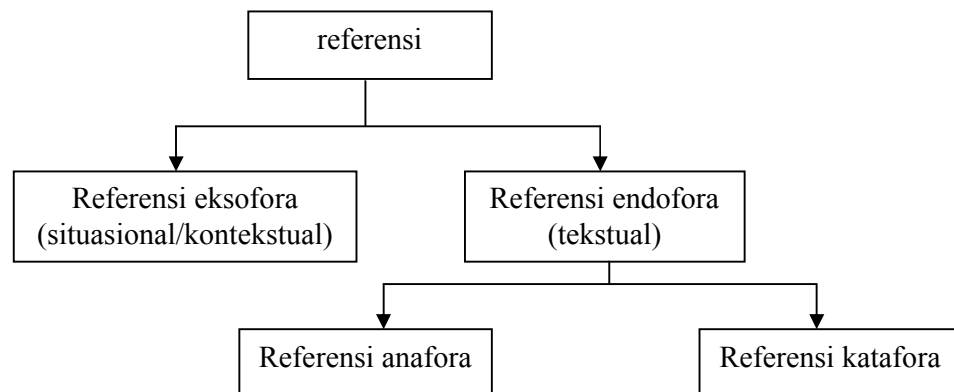 referensi
Referensi eksofora
(situasional/kontekstual)
Referensi endofora
(tekstual)
Referensi anafora
Referensi katafora